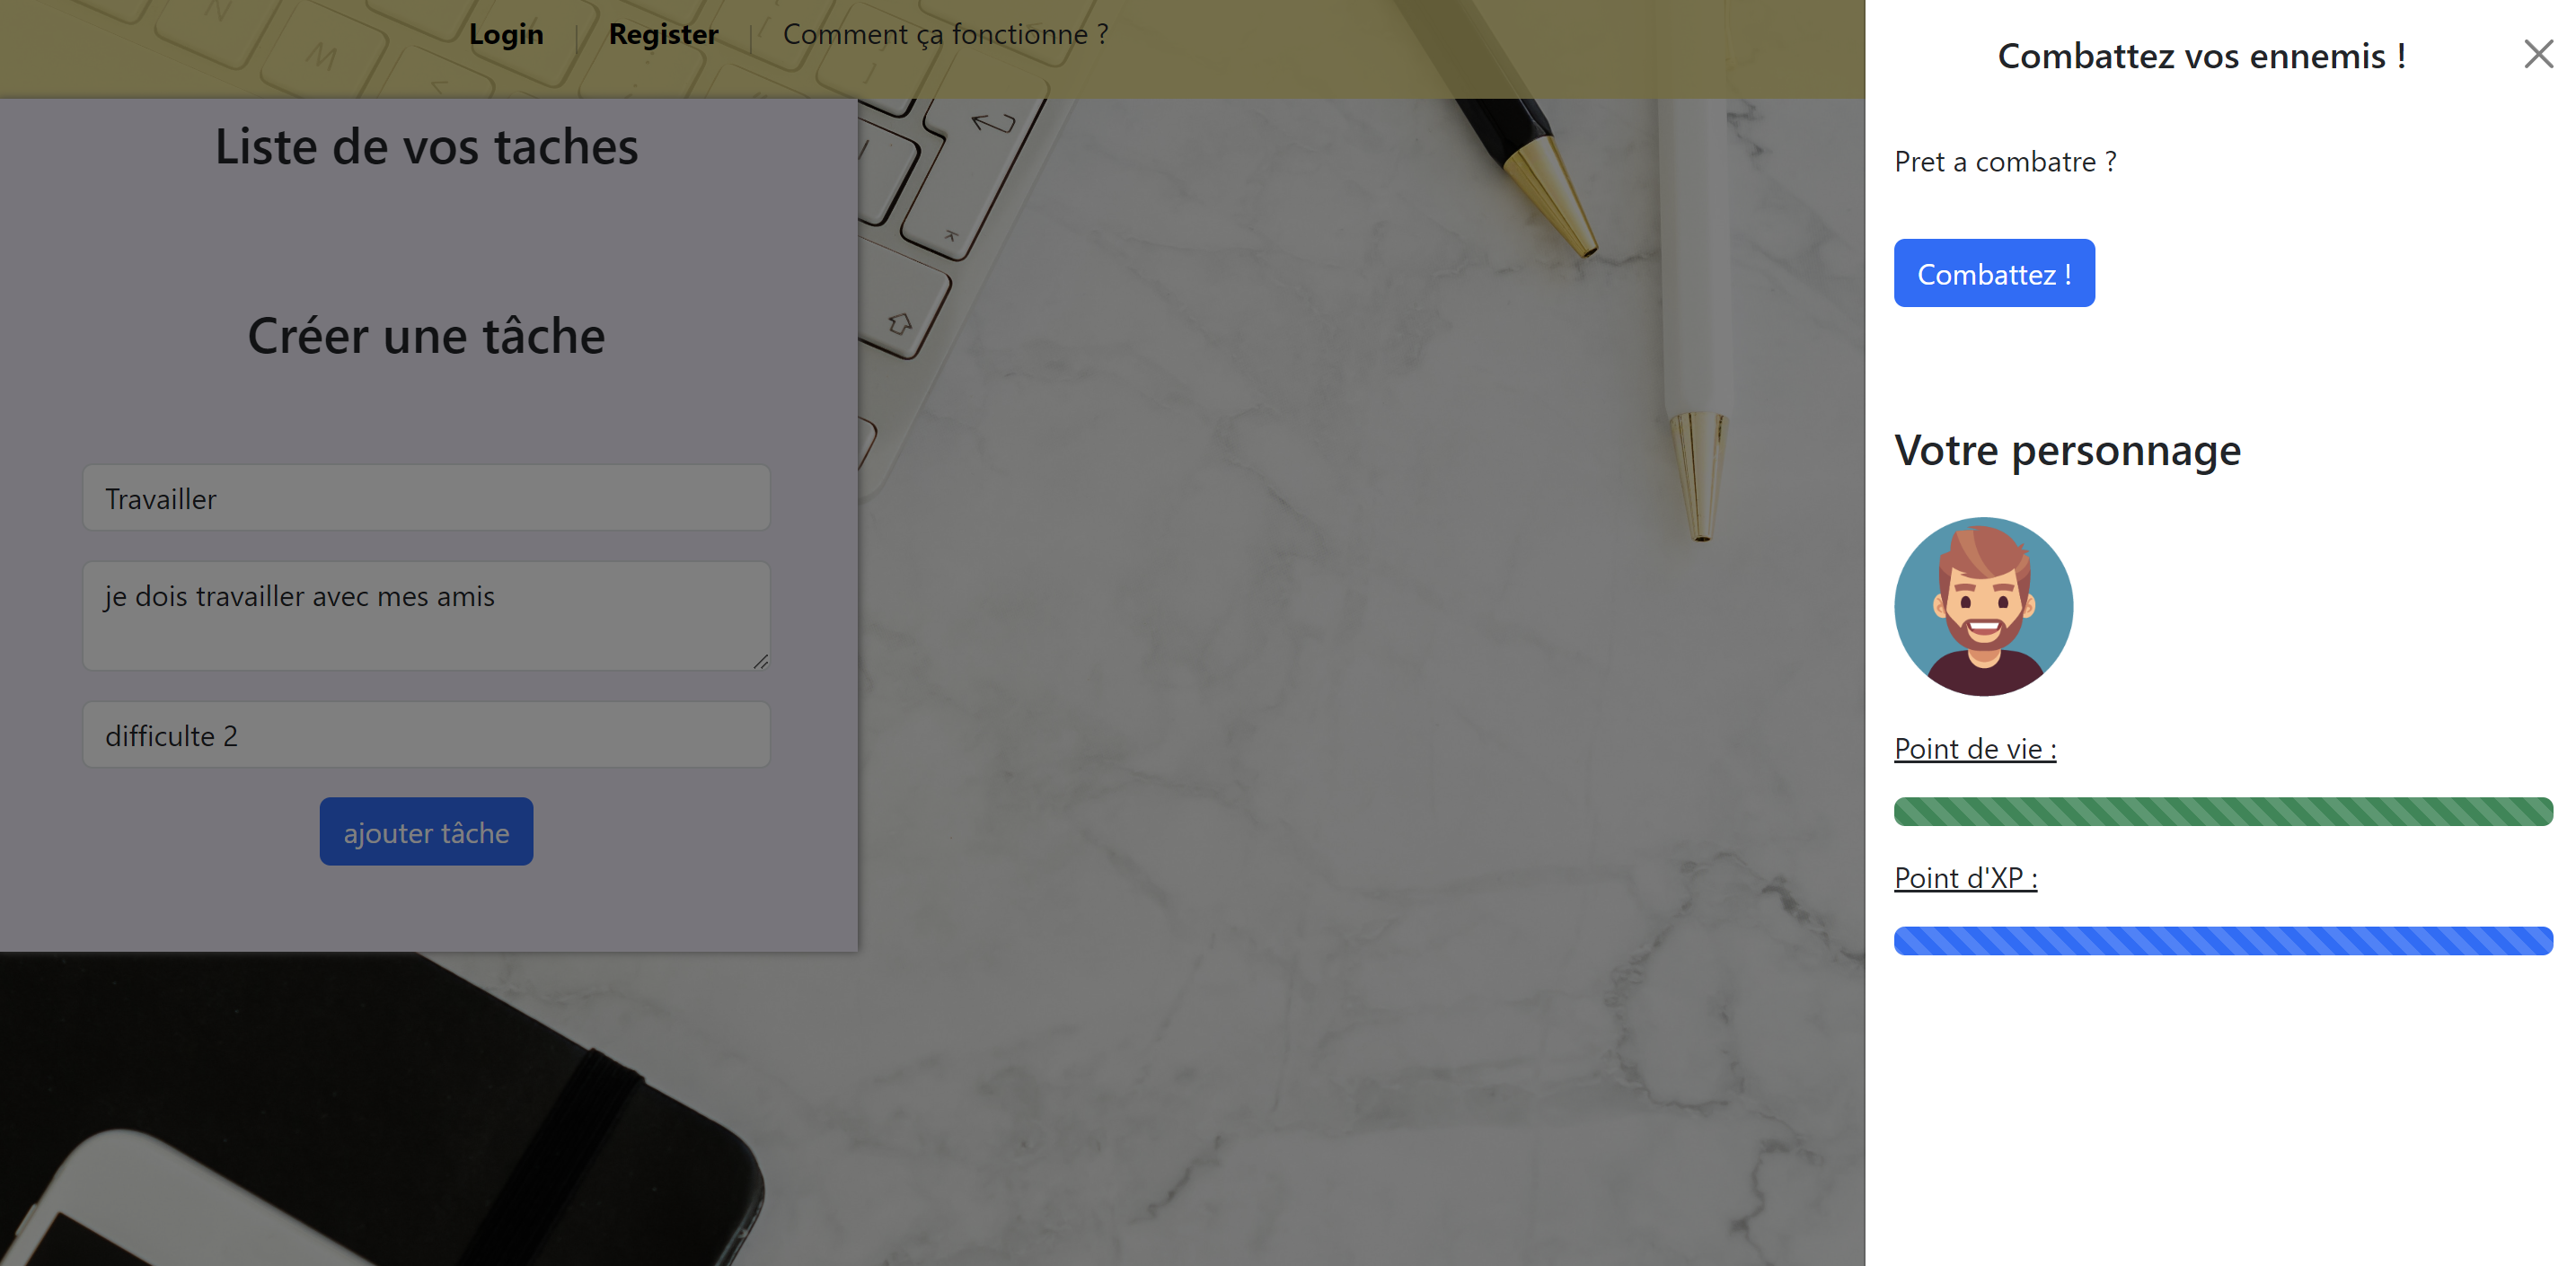 Login | Register | Comment ça fonctionne ?
Liste de vos taches
Créer une tâche
Travailler
je dois travailler avec mes amis
difficulte 2
ajouter tâche
Combattez vos ennemis !
Pret a combatre ?
Combattez !
Votre personnage
Point de vie :
Point d'XP :